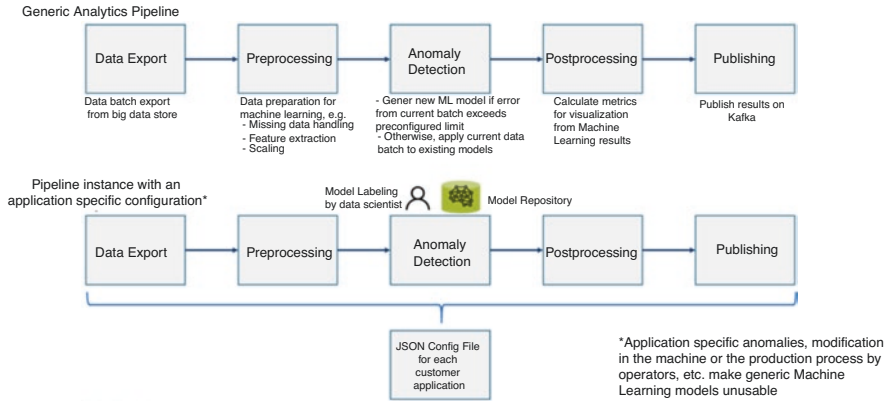 Generic Analytics Pipeline
Data Export
Preprocessing
Anomaly
Detection
Postprocessing
Publishing
Data batch export
from big data store
Data preparation for
machine learning, e.g.
- Missing data handling
- Feature extraction
- Scaling
- Gener new ML model if error
from current batch exceeds
preconfigured limit
- Otherwise, apply current data
batch to existing models
Calculate metrics
for visualization
from Machine
Learning results
Publish results on
Kafka
Pipeline instance with an
application specific configuration*
Model Labeling
by data scientist
Model Repository
Data Export
Preprocessing
Anomaly
Detection
Postprocessing
Publishing
JSON Config File
for each
customer
application
*Application specific anomalies, modification
in the machine or the production process by
operators, etc. make generic Machine
Learning models unusable